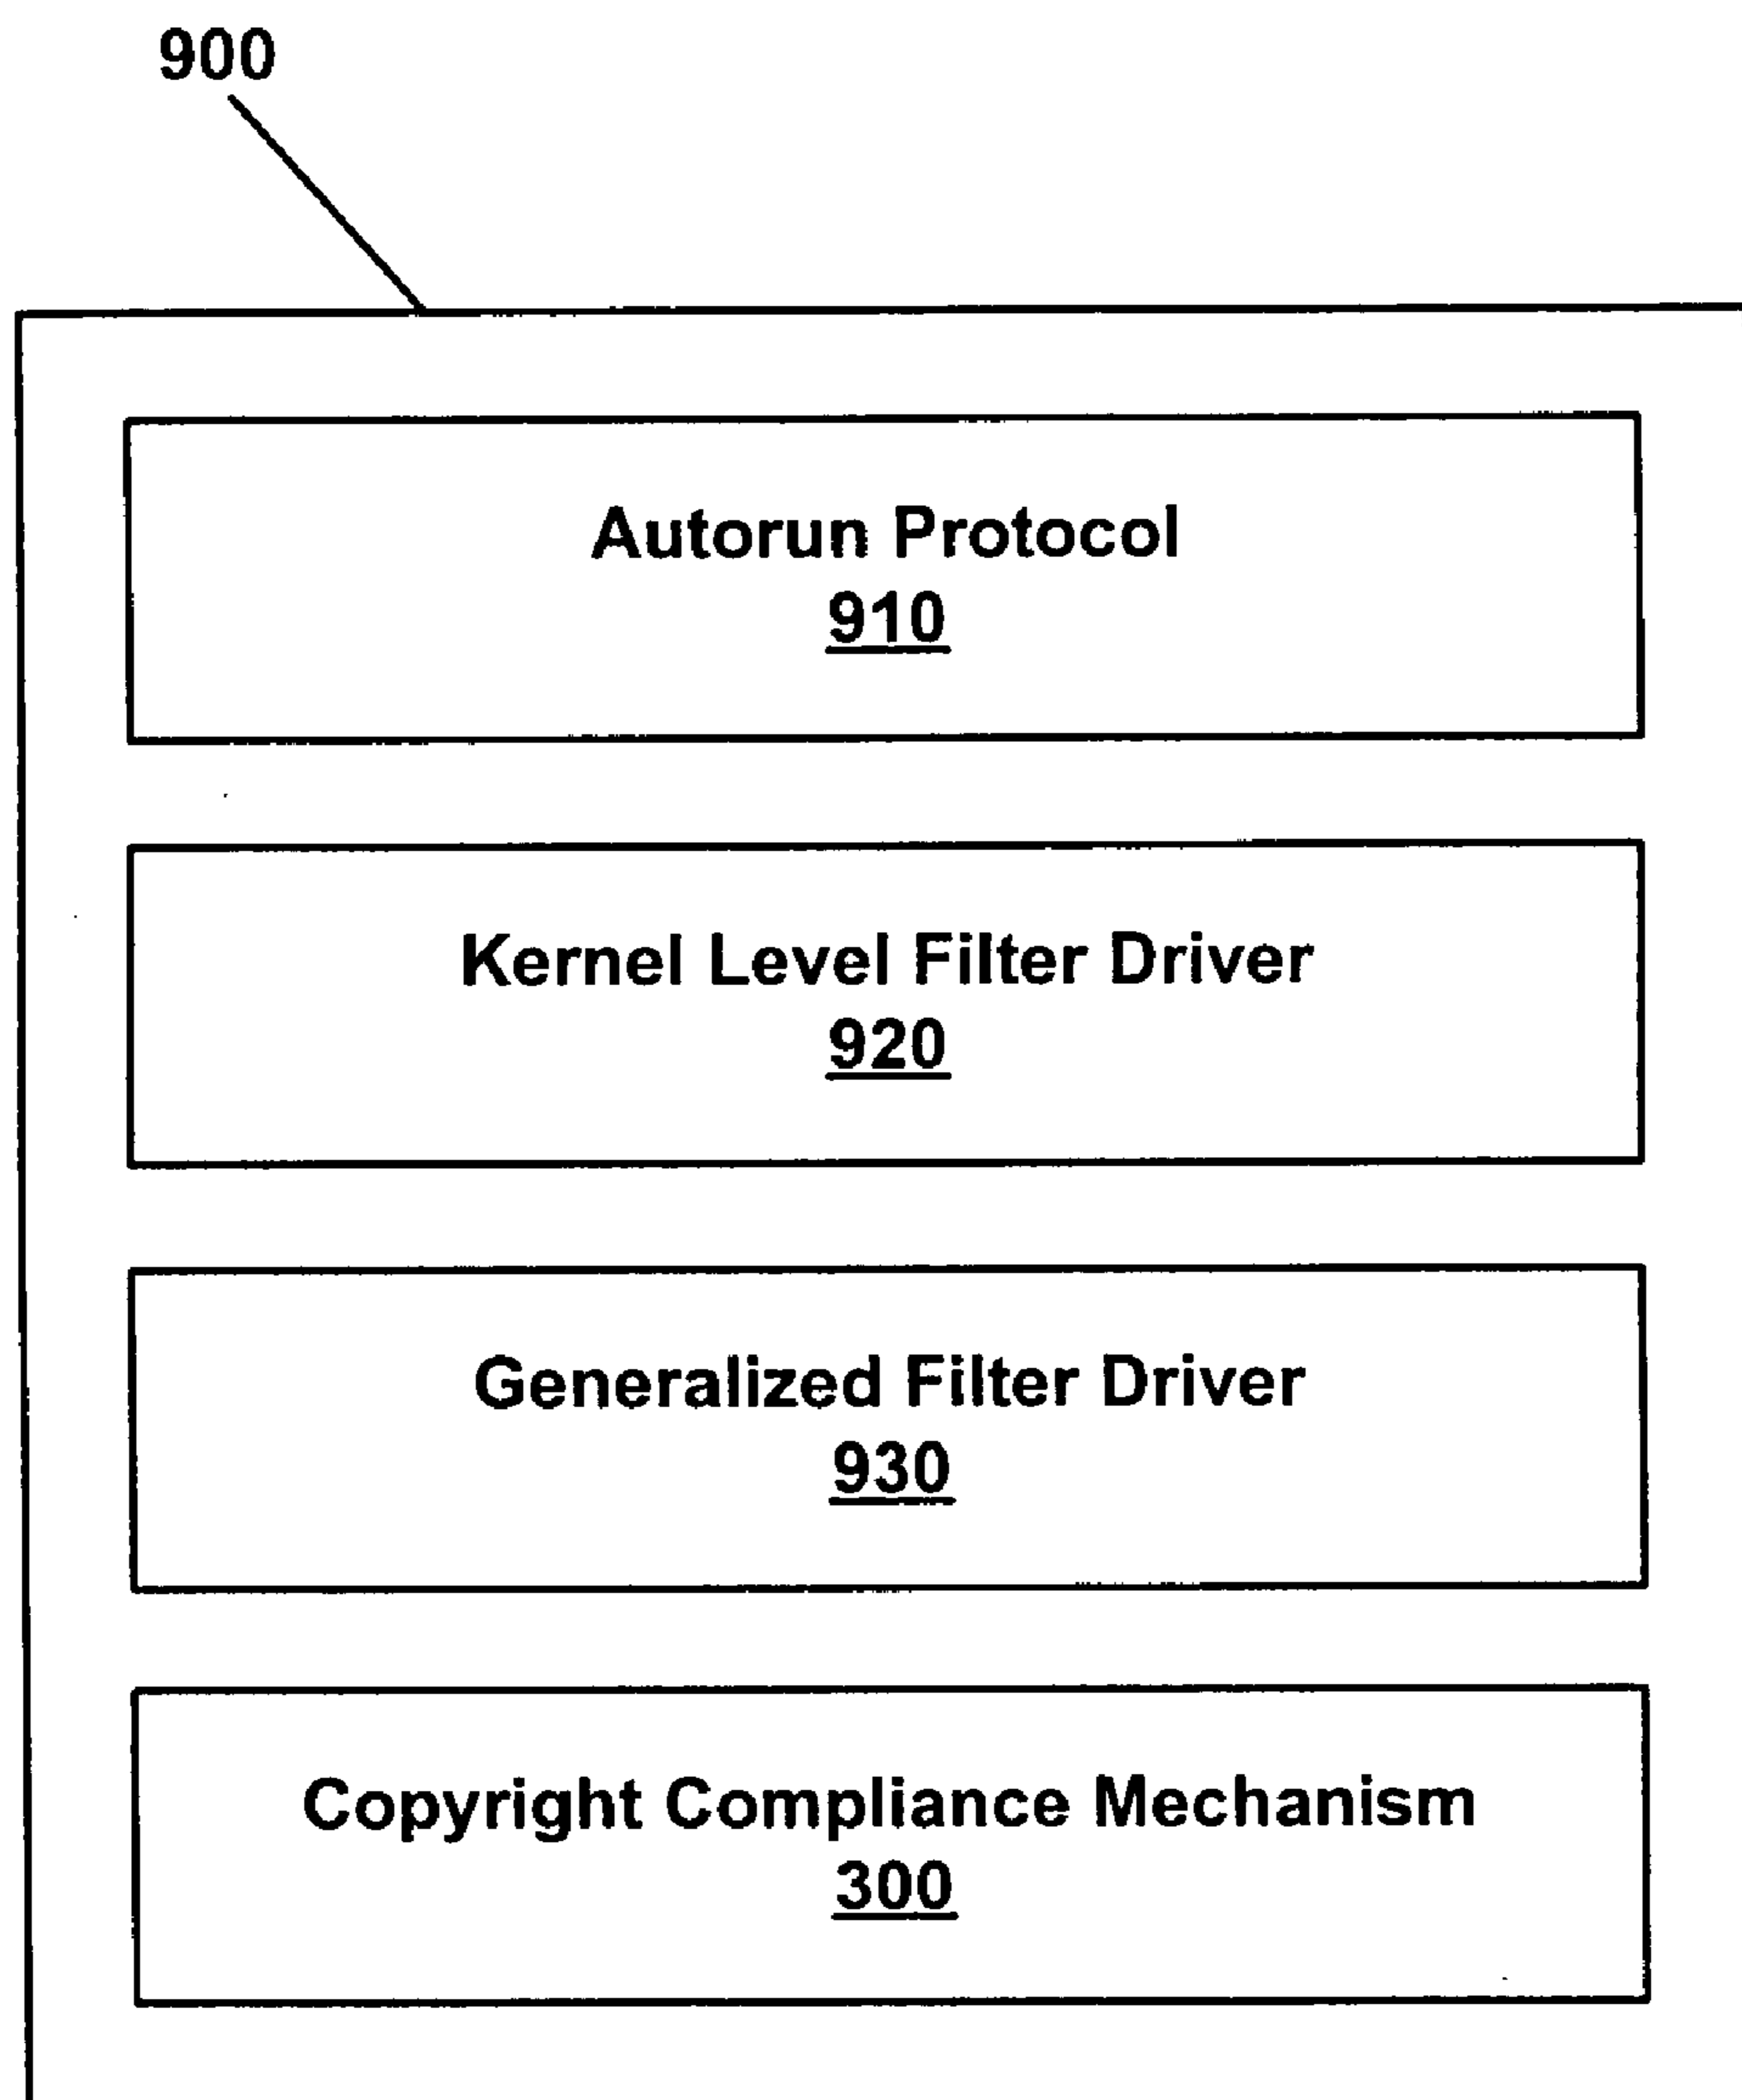 900
Autorun Protocol
910
Kernel Level Filter Driver
920
Generalized Filter Driver
930
Copyright Compliance Mechanism
300